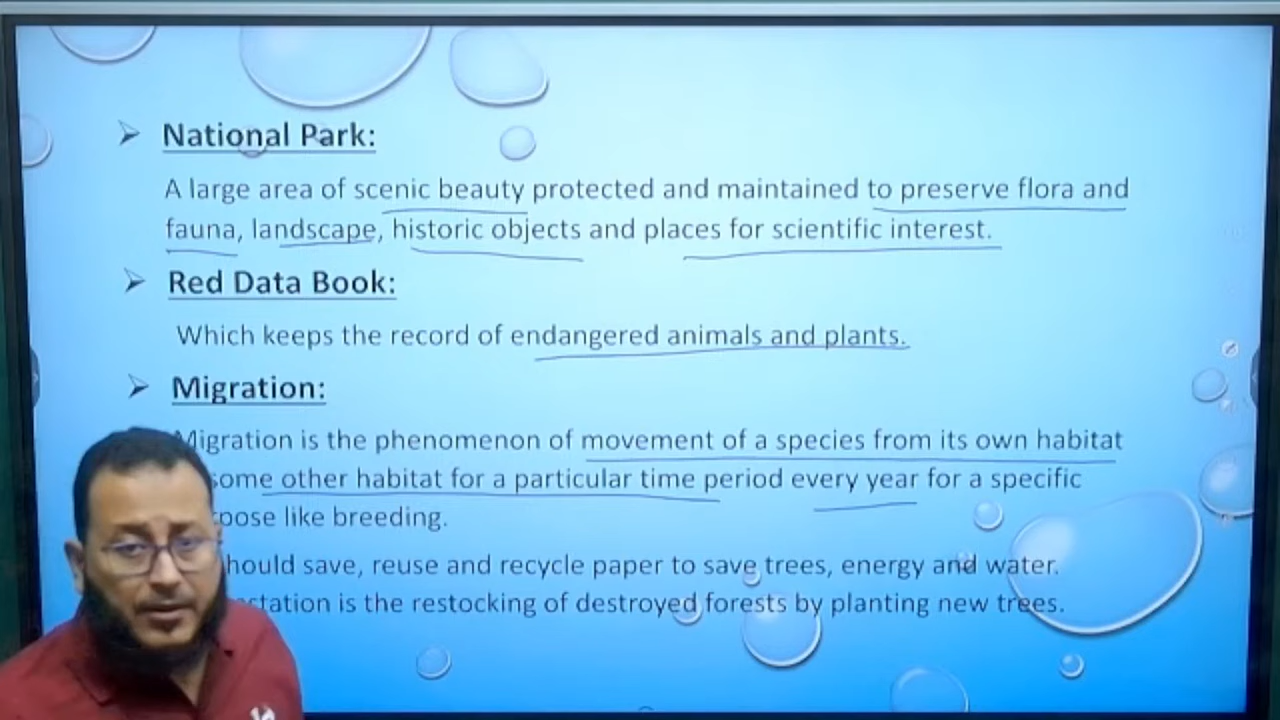 National Park:
A large area of scenic beauty protected and maintained to preserve flora and
fauna, landscape, historic objects and places for scientific interest.
Red Data Book:
Which keeps the record of endangered animals and plants.
Migration:
Migration is the phenomenon of movement of a species from its own habitat
some other habitat for a particular time period every year for a specific
pose like breeding.
hould save, reuse and recycle paper to save trees, energy and water.
station is the restocking of destroyed forests by planting new trees.